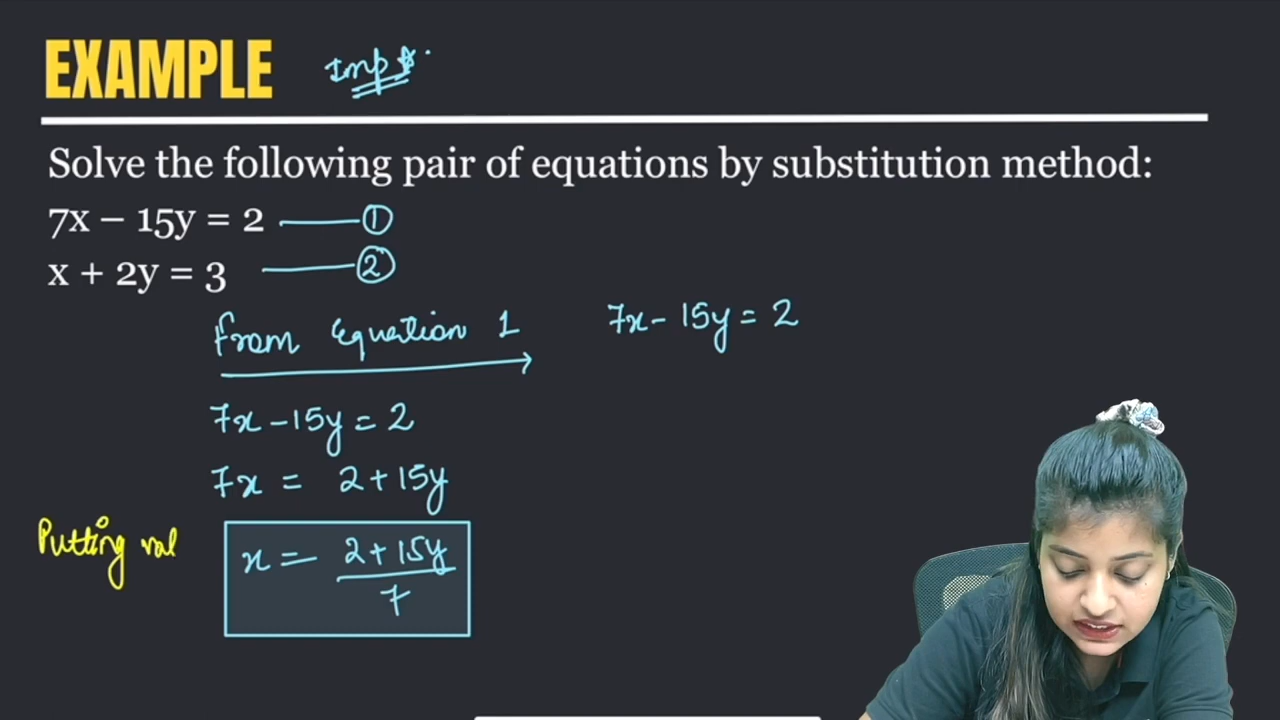 EXAMPLE Imp
Solve the following pair of equations by substitution method:
7x – 15y = 2 ①
x + 2y = 3 ②
From Equation 1
7x - 15y = 2
7x - 15y = 2
7x = 2 + 15y
Putting val
x = (2 + 15y)/7